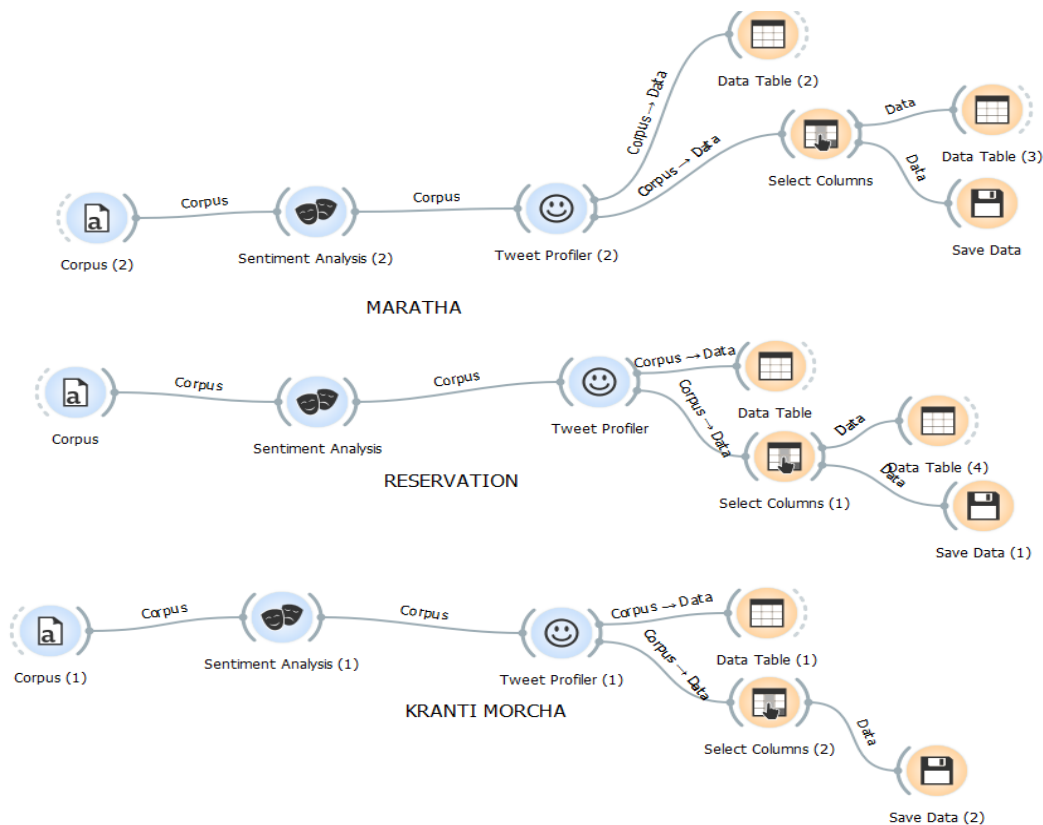 Data Table (2)
Corpus → Data
Data
Data Table (3)
Corpus → Data
Select Columns
Data
Save Data
a
Corpus
Corpus
Corpus (2)
Sentiment Analysis (2)
Tweet Profiler (2)
MARATHA
Corpus → Data
a
Corpus
Corpus
Corpus → Data
Data Table
Corpus
Sentiment Analysis
Tweet Profiler
Data
Data Table (4)
Data
Select Columns (1)
Save Data (1)
RESERVATION
a
Corpus
Corpus
Corpus → Data
Corpus → Data
Data Table (1)
Corpus (1)
Sentiment Analysis (1)
Tweet Profiler (1)
KRANTI MORCHA
Select Columns (2)
Data
Save Data (2)